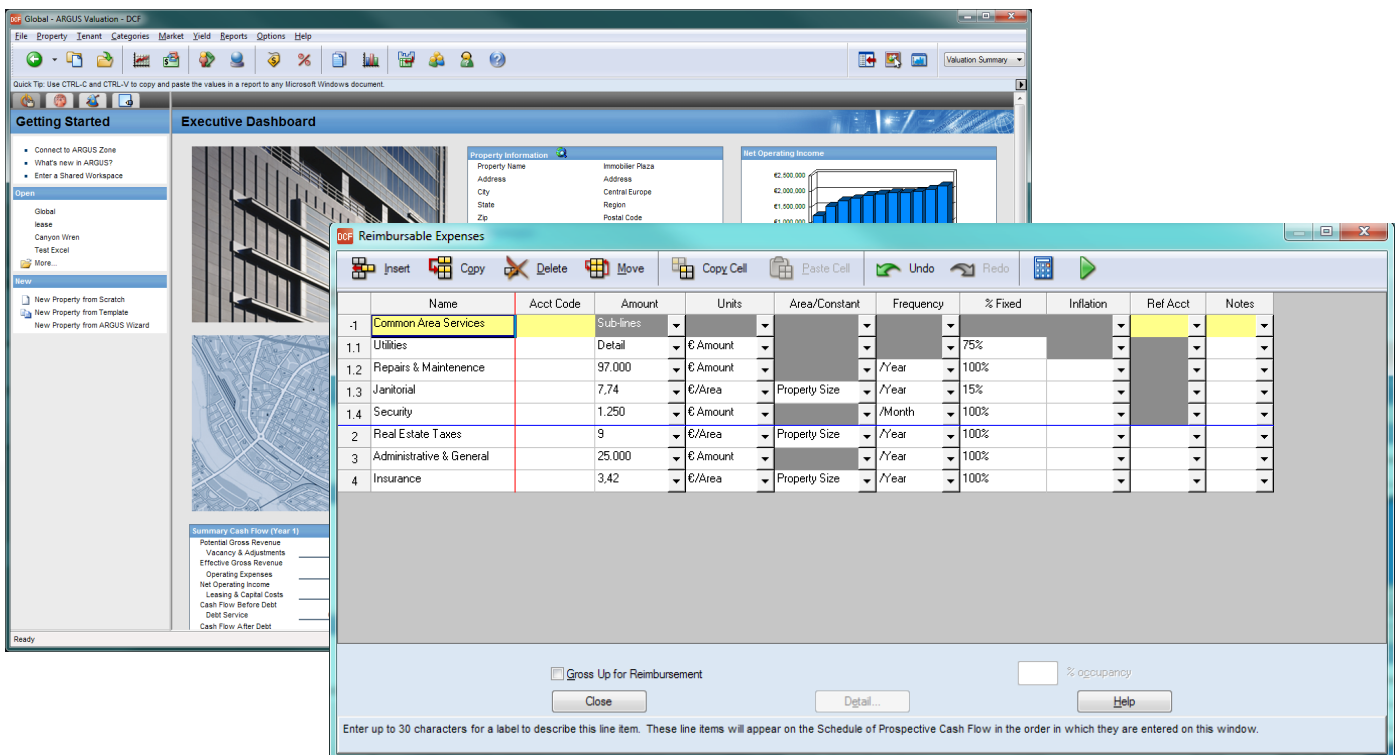 DCF Global - ARGUS Valuation - DCF
File Property Tenant Categories Market Yield Reports Options Help
Valuation Summary
Quick Tip: Use CTRL-C and CTRL-V to copy and paste the values in a report to any Microsoft Windows document.
Getting Started
Executive Dashboard
Connect to ARGUS Zone
What's new in ARGUS?
Enter a Shared Workspace
Open
Global
lease
Canyon Wren
Test Excel
More...
New
New Property from Scratch
New Property from Template
New Property from ARGUS Wizard
Property Information
Property Name Immobilier Plaza
Address Address
City Central Europe
State Region
Zip Postal Code
Net Operating Income
€2.500.000
€2.000.000
€1.500.000
€1.000.000
Summary Cash Flow (Year 1)
Potential Gross Revenue
Vacancy & Adjustments
Effective Gross Revenue
Operating Expenses
Net Operating Income
Leasing & Capital Costs
Cash Flow Before Debt
Debt Service
Cash Flow After Debt
Ready
DCF Reimbursable Expenses
Insert Copy Delete Move Copy Cell Paste Cell Undo Redo
Name Acct Code Amount Units Area/Constant Frequency % Fixed Inflation Ref Acct Notes
-1 Common Area Services Sub-lines
1.1 Utilities Detail € Amount 75%
1.2 Repairs & Maintenence 97.000 € Amount /Year 100%
1.3 Janitorial 7,74 €/Area Property Size /Year 15%
1.4 Security 1.250 € Amount /Month 100%
2 Real Estate Taxes 9 €/Area Property Size /Year 100%
3 Administrative & General 25.000 € Amount /Year 100%
4 Insurance 3,42 €/Area Property Size /Year 100%
Gross Up for Reimbursement % occupancy
Close Detail... Help
Enter up to 30 characters for a label to describe this line item. These line items will appear on the Schedule of Prospective Cash Flow in the order in which they are entered on this window.